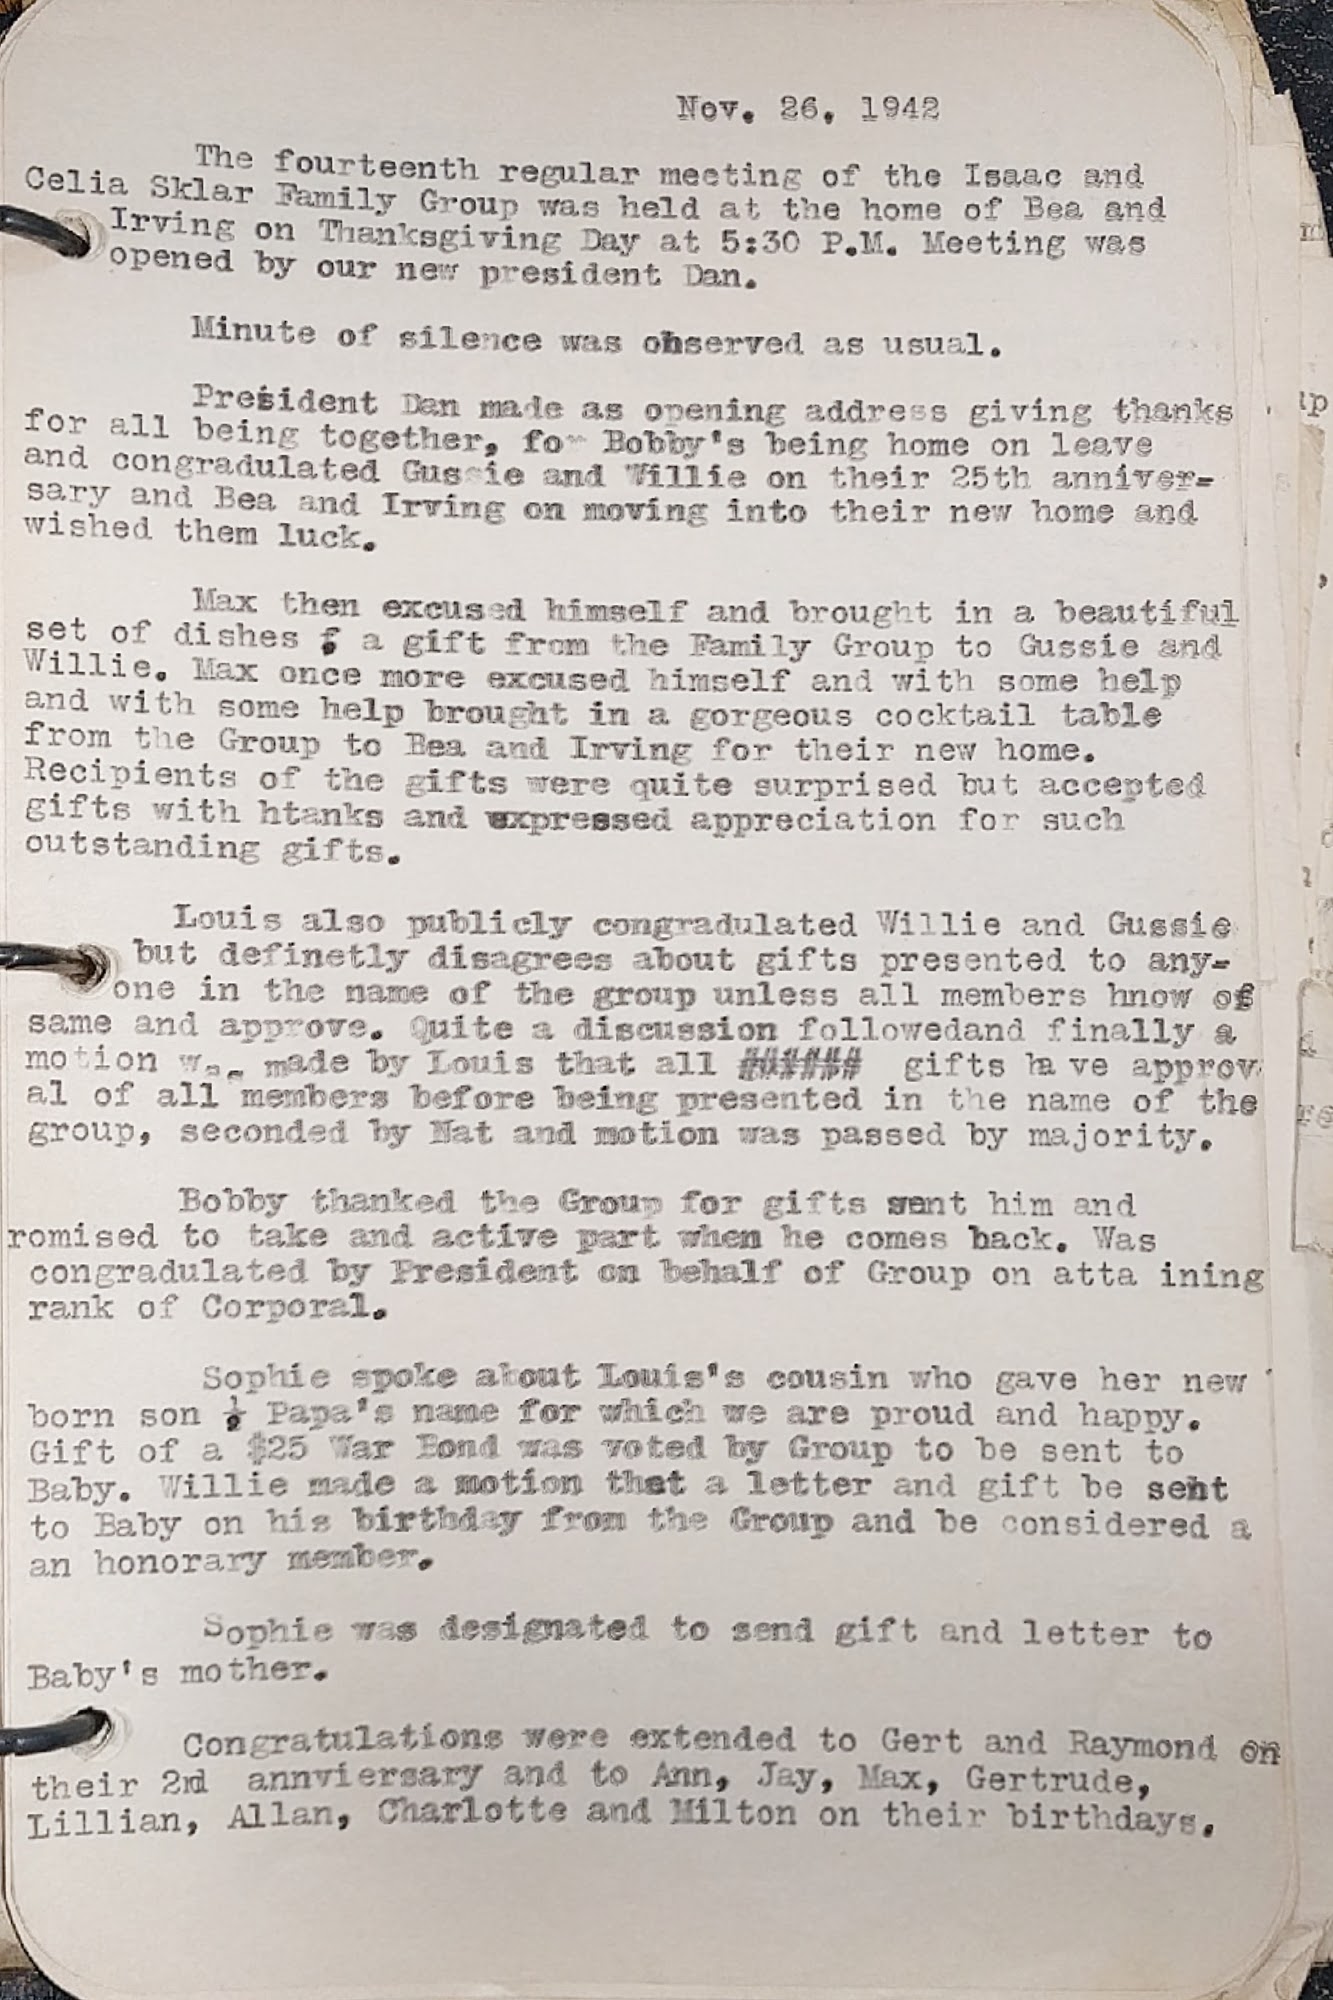 Nov. 26, 1942
The fourteenth regular meeting of the Isaac and
Celia Sklar Family Group was held at the home of Bea and
Irving on Thanksgiving Day at 5:30 P.M. Meeting was
opened by our new president Dan.
Minute of silence was observed as usual.
President Dan made as opening address giving thanks
for all being together, for Bobby's being home on leave
and congradulated Gussie and Willie on their 25th anniver=
sary and Bea and Irving on moving into their new home and
wished them luck.
Max then excused himself and brought in a beautiful
set of dishes , a gift from the Family Group to Gussie and
Willie. Max once more excused himself and with some help
and with some help brought in a gorgeous cocktail table
from the Group to Bea and Irving for their new home.
Recipients of the gifts were quite surprised but accepted
gifts with htanks and expressed appreciation for such
outstanding gifts.
Louis also publicly congradulated Willie and Gussie
but definetly disagrees about gifts presented to any=
one in the name of the group unless all members hnow of
same and approve. Quite a discussion followedand finally a
motion was made by Louis that all ###### gifts ha ve approv
al of all members before being presented in the name of the
group, seconded by Nat and motion was passed by majority.
Bobby thanked the Group for gifts sent him and
romised to take and active part when he comes back. Was
congradulated by President on behalf of Group on atta ining
rank of Corporal.
Sophie spoke about Louis's cousin who gave her new
born son Papa's name for which we are proud and happy.
Gift of a $25 War Bond was voted by Group to be sent to
Baby. Willie made a motion that a letter and gift be sent
to Baby on his birthday from the Group and be considered a
an honorary member.
Sophie was designated to send gift and letter to
Baby's mother.
Congratulations were extended to Gert and Raymond on
their 2rd annviersary and to Ann, Jay, Max, Gertrude,
Lillian, Allan, Charlotte and Milton on their birthdays.